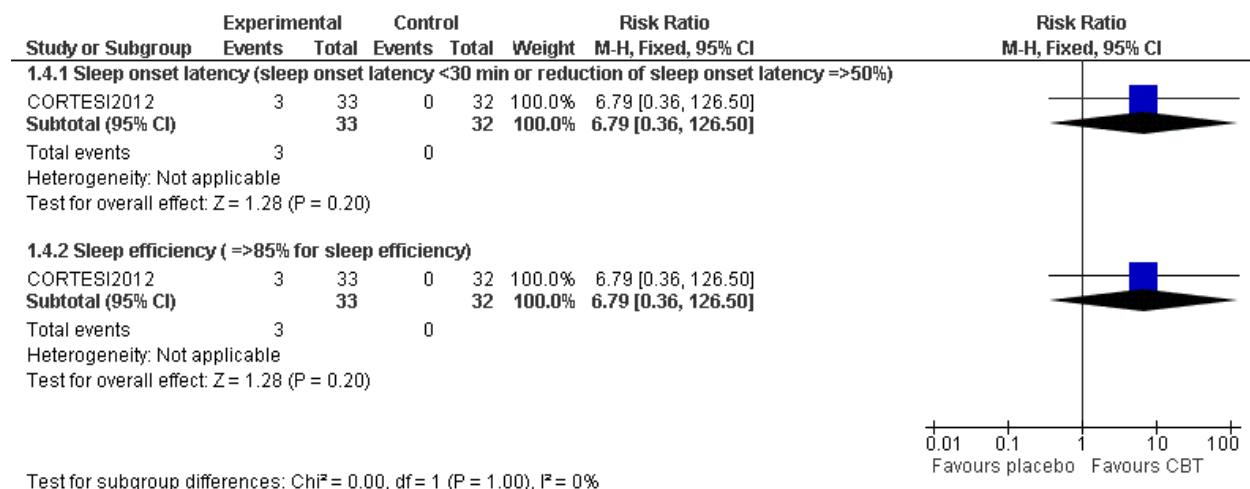 Experimental Control Risk Ratio Risk Ratio
Study or Subgroup Events Total Events Total Weight M-H, Fixed, 95% CI M-H, Fixed, 95% CI
1.4.1 Sleep onset latency (sleep onset latency <30 min or reduction of sleep onset latency =>50%)
CORTESI2012 3 33 0 32 100.0% 6.79 [0.36, 126.50]
Subtotal (95% CI) 33 32 100.0% 6.79 [0.36, 126.50]
Total events 3 0
Heterogeneity: Not applicable
Test for overall effect: Z = 1.28 (P = 0.20)
1.4.2 Sleep efficiency ( =>85% for sleep efficiency)
CORTESI2012 3 33 0 32 100.0% 6.79 [0.36, 126.50]
Subtotal (95% CI) 33 32 100.0% 6.79 [0.36, 126.50]
Total events 3 0
Heterogeneity: Not applicable
Test for overall effect: Z = 1.28 (P = 0.20)
0.01 0.1 1 10 100
Favours placebo Favours CBT
Test for subgroup differences: Chi² = 0.00, df = 1 (P = 1.00), I² = 0%